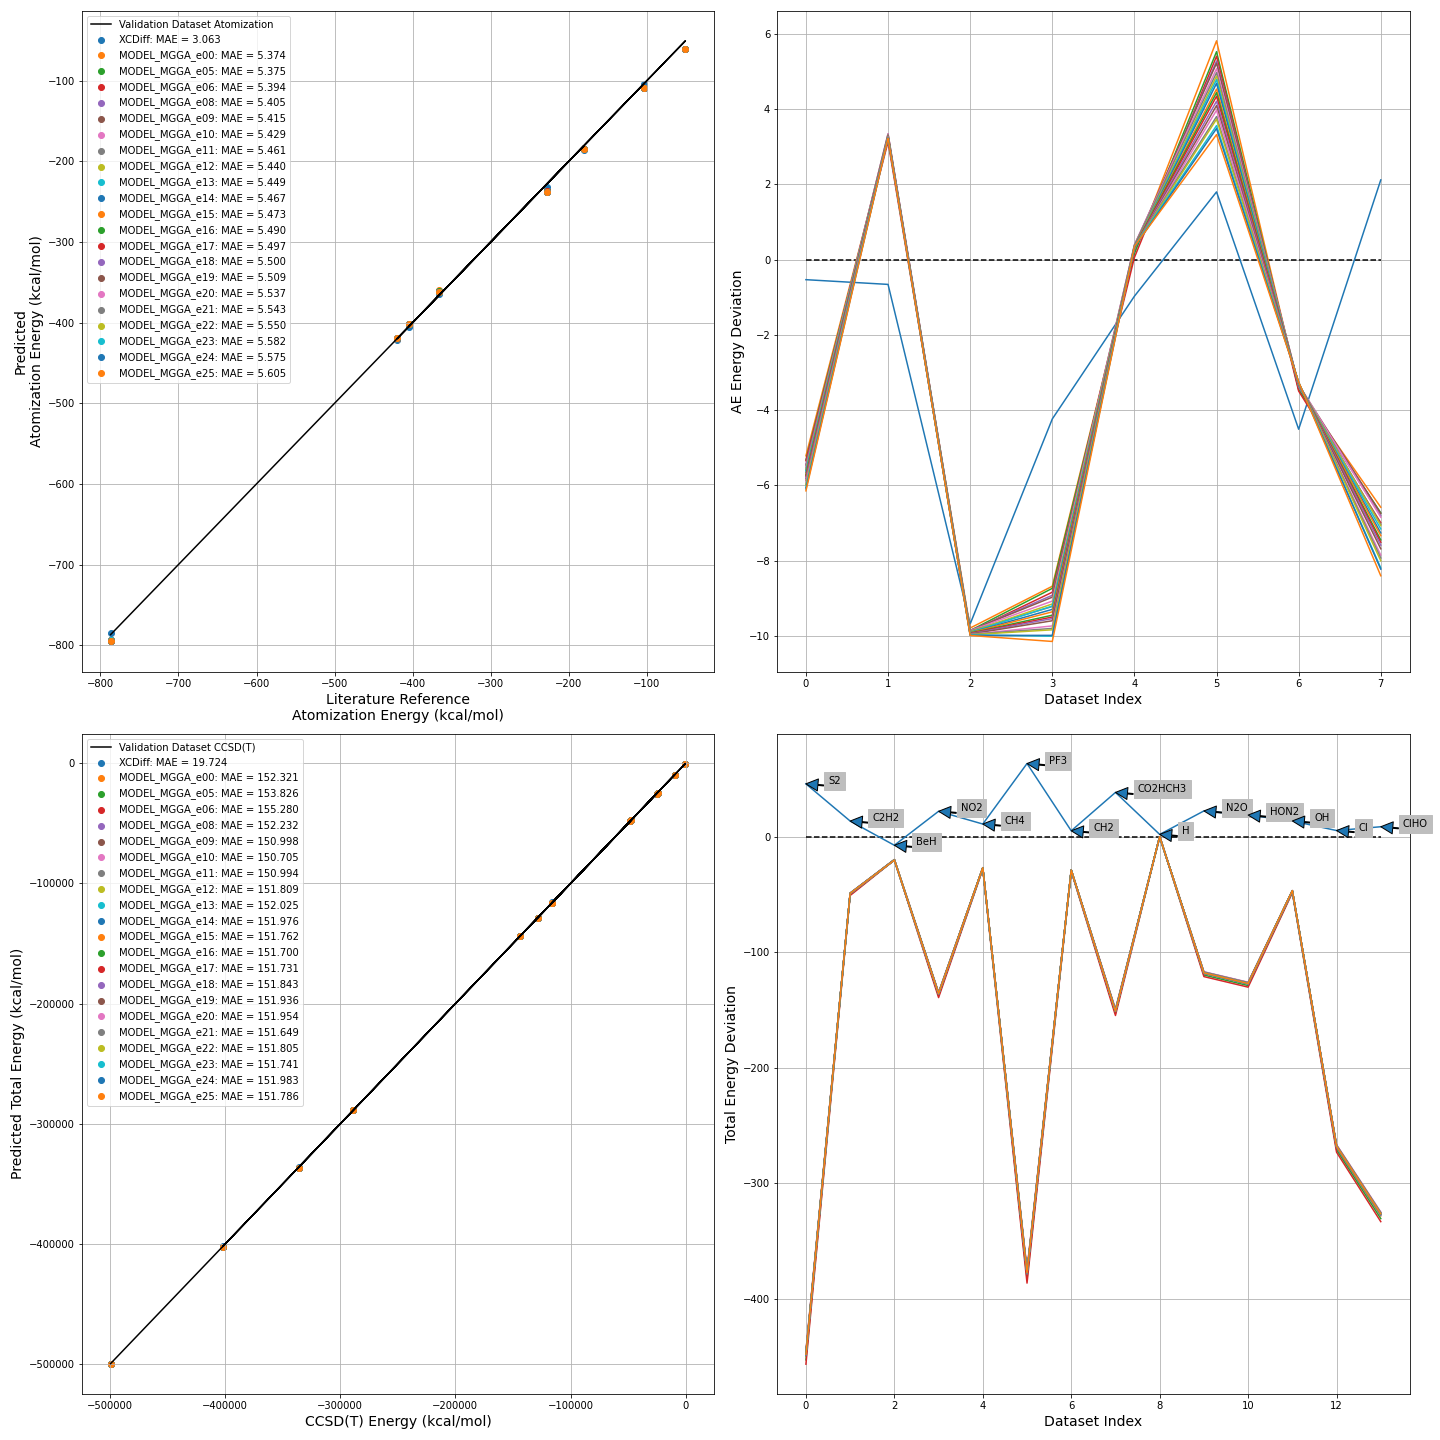 Validation Dataset Atomization
XCDiff: MAE = 3.063
MODEL_MGGA_e00: MAE = 5.374
MODEL_MGGA_e05: MAE = 5.375
MODEL_MGGA_e06: MAE = 5.394
MODEL_MGGA_e08: MAE = 5.405
MODEL_MGGA_e09: MAE = 5.415
MODEL_MGGA_e10: MAE = 5.429
MODEL_MGGA_e11: MAE = 5.461
MODEL_MGGA_e12: MAE = 5.440
MODEL_MGGA_e13: MAE = 5.449
MODEL_MGGA_e14: MAE = 5.467
MODEL_MGGA_e15: MAE = 5.473
MODEL_MGGA_e16: MAE = 5.490
MODEL_MGGA_e17: MAE = 5.497
MODEL_MGGA_e18: MAE = 5.500
MODEL_MGGA_e19: MAE = 5.509
MODEL_MGGA_e20: MAE = 5.537
MODEL_MGGA_e21: MAE = 5.543
MODEL_MGGA_e22: MAE = 5.550
MODEL_MGGA_e23: MAE = 5.582
MODEL_MGGA_e24: MAE = 5.575
MODEL_MGGA_e25: MAE = 5.605
Predicted
Atomization Energy (kcal/mol)
−100
−200
−300
−400
−500
−600
−700
−800
−800 −700 −600 −500 −400 −300 −200 −100
Literature Reference
Atomization Energy (kcal/mol)
AE Energy Deviation
6
4
2
0
−2
−4
−6
−8
−10
0 1 2 3 4 5 6 7
Dataset Index
Validation Dataset CCSD(T)
XCDiff: MAE = 19.724
MODEL_MGGA_e00: MAE = 152.321
MODEL_MGGA_e05: MAE = 153.826
MODEL_MGGA_e06: MAE = 155.280
MODEL_MGGA_e08: MAE = 152.232
MODEL_MGGA_e09: MAE = 150.998
MODEL_MGGA_e10: MAE = 150.705
MODEL_MGGA_e11: MAE = 150.994
MODEL_MGGA_e12: MAE = 151.809
MODEL_MGGA_e13: MAE = 152.025
MODEL_MGGA_e14: MAE = 151.976
MODEL_MGGA_e15: MAE = 151.762
MODEL_MGGA_e16: MAE = 151.700
MODEL_MGGA_e17: MAE = 151.731
MODEL_MGGA_e18: MAE = 151.843
MODEL_MGGA_e19: MAE = 151.936
MODEL_MGGA_e20: MAE = 151.954
MODEL_MGGA_e21: MAE = 151.649
MODEL_MGGA_e22: MAE = 151.805
MODEL_MGGA_e23: MAE = 151.741
MODEL_MGGA_e24: MAE = 151.983
MODEL_MGGA_e25: MAE = 151.786
Predicted Total Energy (kcal/mol)
0
−100000
−200000
−300000
−400000
−500000
−500000 −400000 −300000 −200000 −100000 0
CCSD(T) Energy (kcal/mol)
Total Energy Deviation
0
−100
−200
−300
−400
S2
C2H2
BeH
NO2
CH4
PF3
CH2
CO2HCH3
H
N2O
HON2
OH
Cl
ClHO
0 2 4 6 8 10 12
Dataset Index